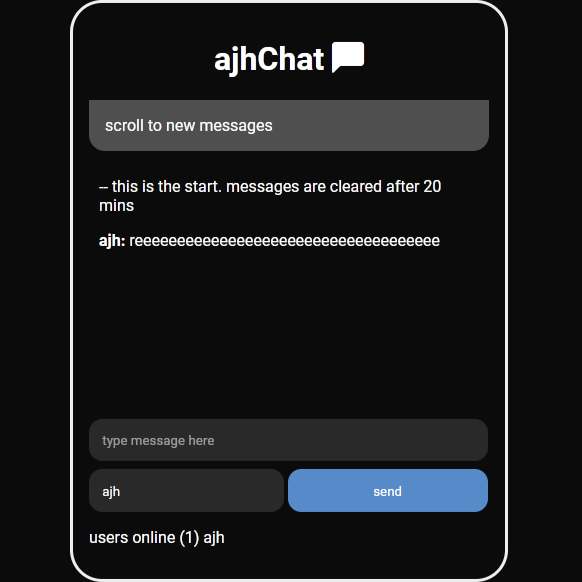 ajhChat
scroll to new messages
-- this is the start. messages are cleared after 20
mins
ajh: reeeeeeeeeeeeeeeeeeeeeeeeeeeeeeeeeeee
type message here
ajh
send
users online (1) ajh